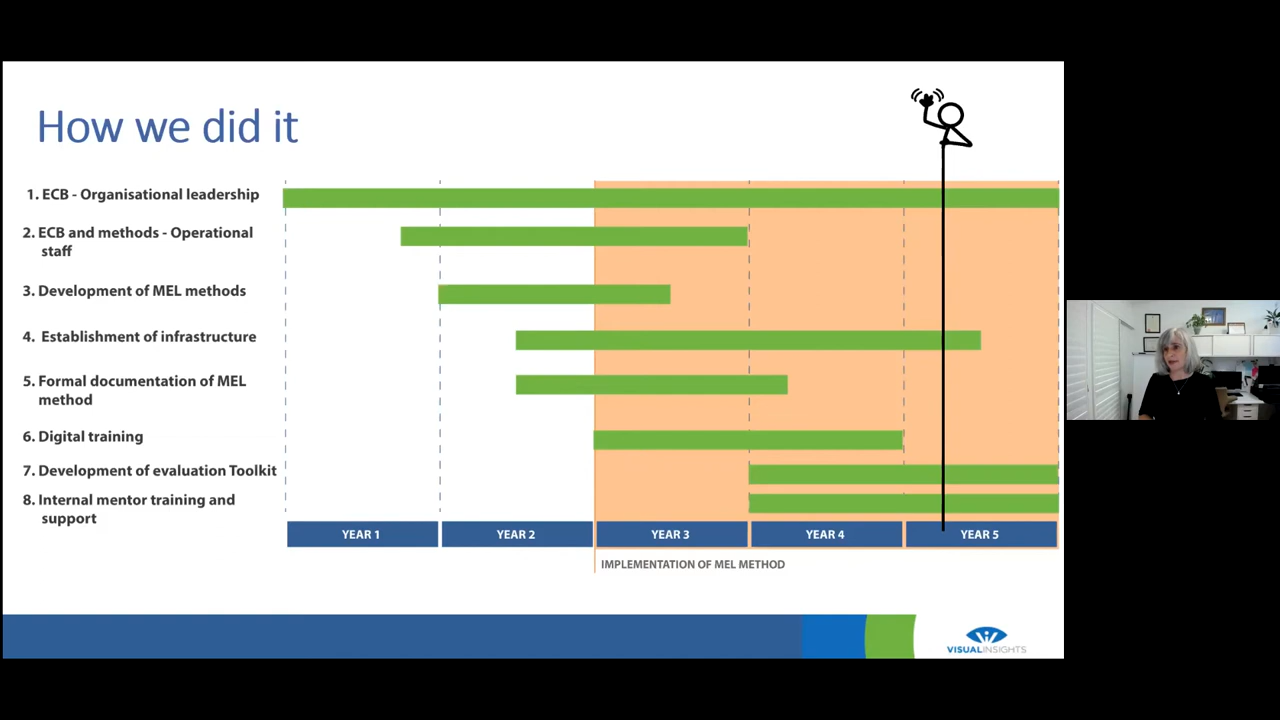 How we did it
1. ECB - Organisational leadership
2. ECB and methods - Operational
staff
3. Development of MEL methods
4. Establishment of infrastructure
5. Formal documentation of MEL
method
6. Digital training
7. Development of evaluation Toolkit
8. Internal mentor training and
support
YEAR 1
YEAR 2
YEAR 3
YEAR 4
YEAR 5
IMPLEMENTATION OF MEL METHOD
VISUALINSIGHTS